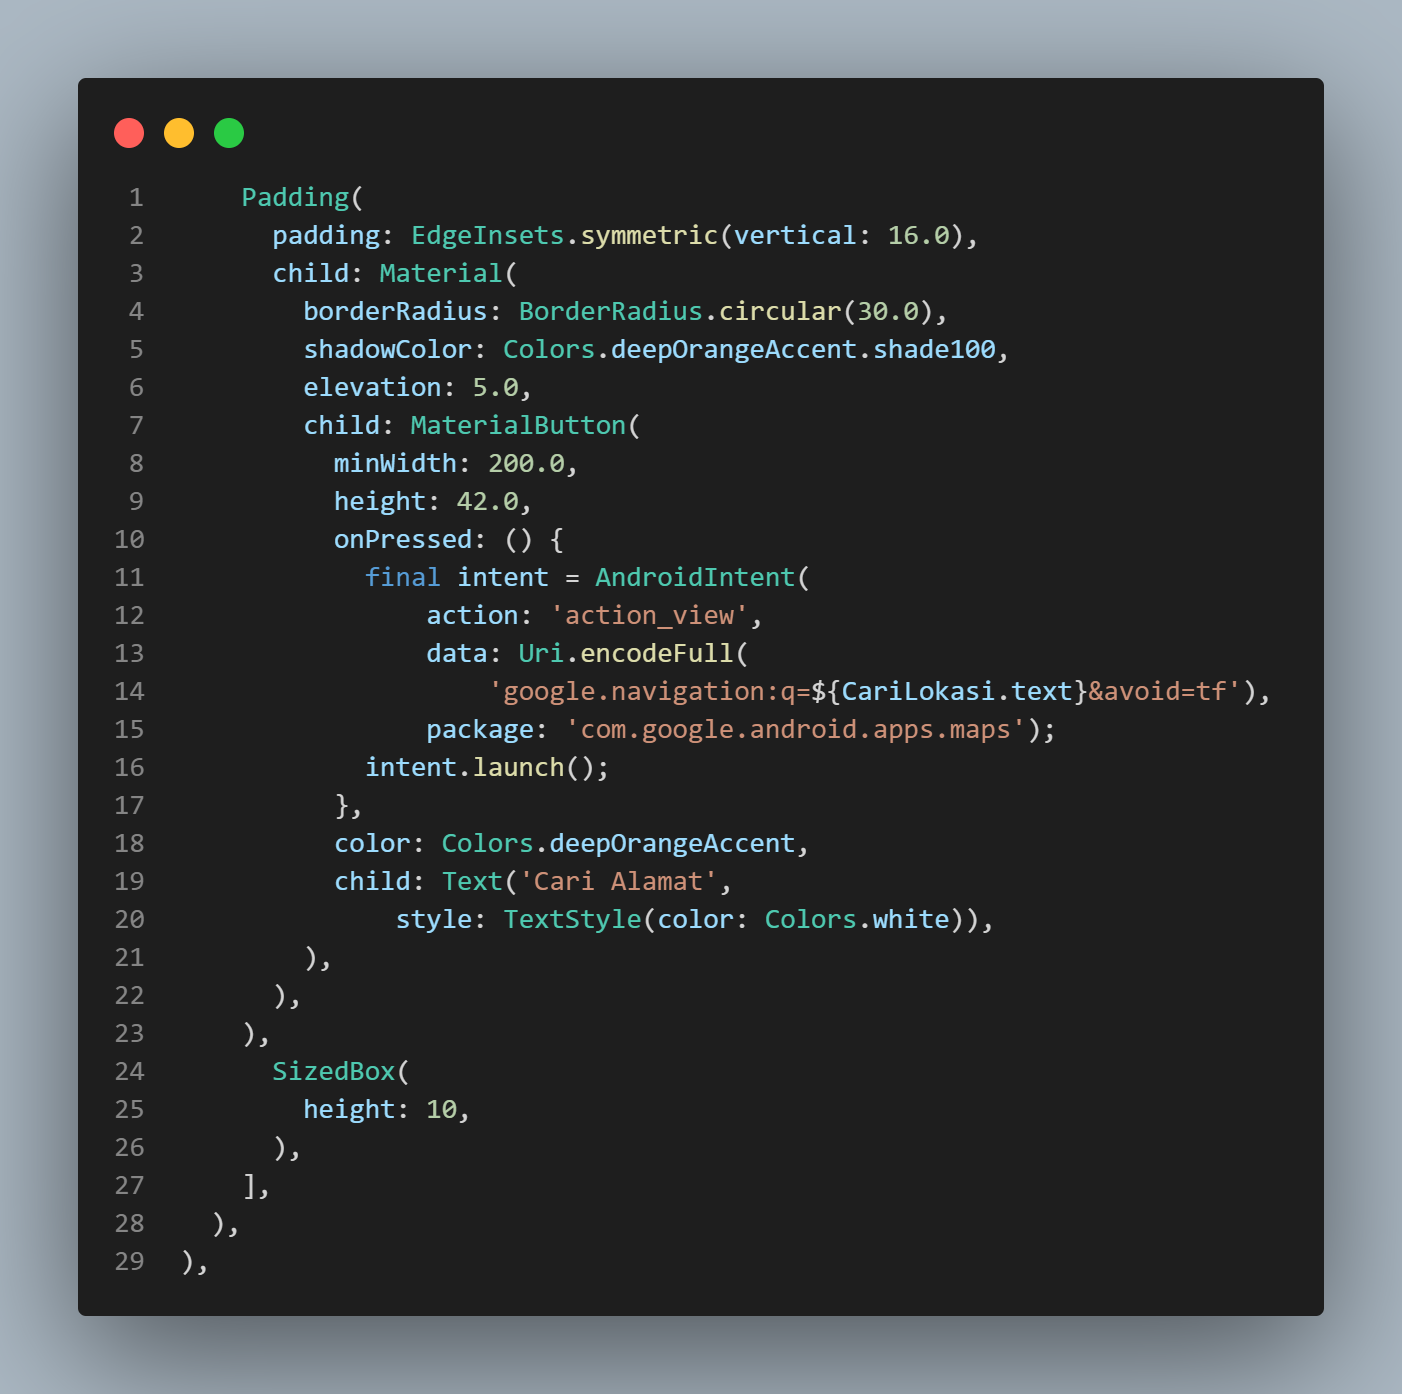 1 Padding(
2 padding: EdgeInsets.symmetric(vertical: 16.0),
3 child: Material(
4 borderRadius: BorderRadius.circular(30.0),
5 shadowColor: Colors.deepOrangeAccent.shade100,
6 elevation: 5.0,
7 child: MaterialButton(
8 minWidth: 200.0,
9 height: 42.0,
10 onPressed: () {
11 final intent = AndroidIntent(
12 action: 'action_view',
13 data: Uri.encodeFull(
14 'google.navigation:q=${CariLokasi.text}&avoid=tf'),
15 package: 'com.google.android.apps.maps');
16 intent.launch();
17 },
18 color: Colors.deepOrangeAccent,
19 child: Text('Cari Alamat',
20 style: TextStyle(color: Colors.white)),
21 ),
22 ),
23 ),
24 SizedBox(
25 height: 10,
26 ),
27 ],
28 ),
29 ),